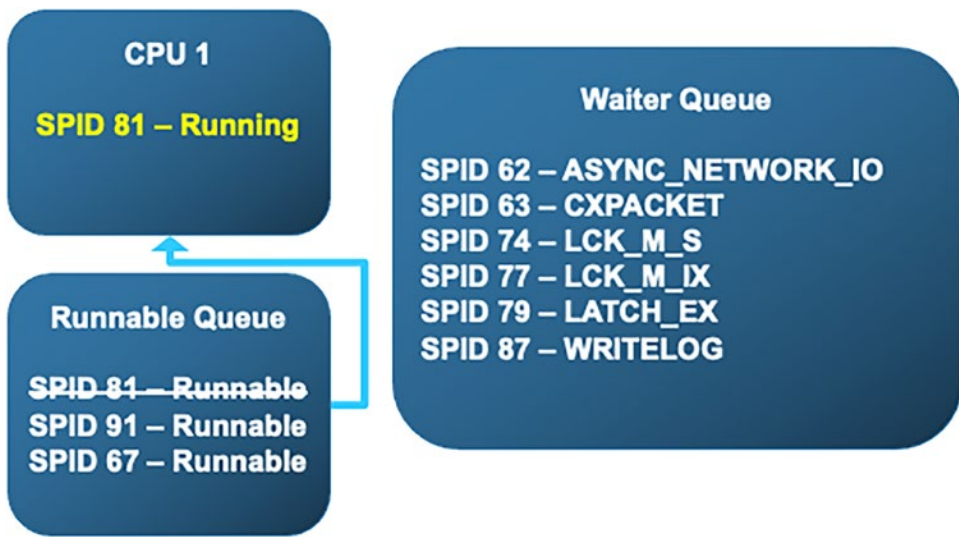 CPU 1
SPID 81 – Running
Waiter Queue
SPID 62 – ASYNC_NETWORK_IO
SPID 63 – CXPACKET
SPID 74 – LCK_M_S
SPID 77 – LCK_M_IX
SPID 79 – LATCH_EX
SPID 87 – WRITELOG
Runnable Queue
SPID 81 – Runnable
SPID 91 – Runnable
SPID 67 – Runnable